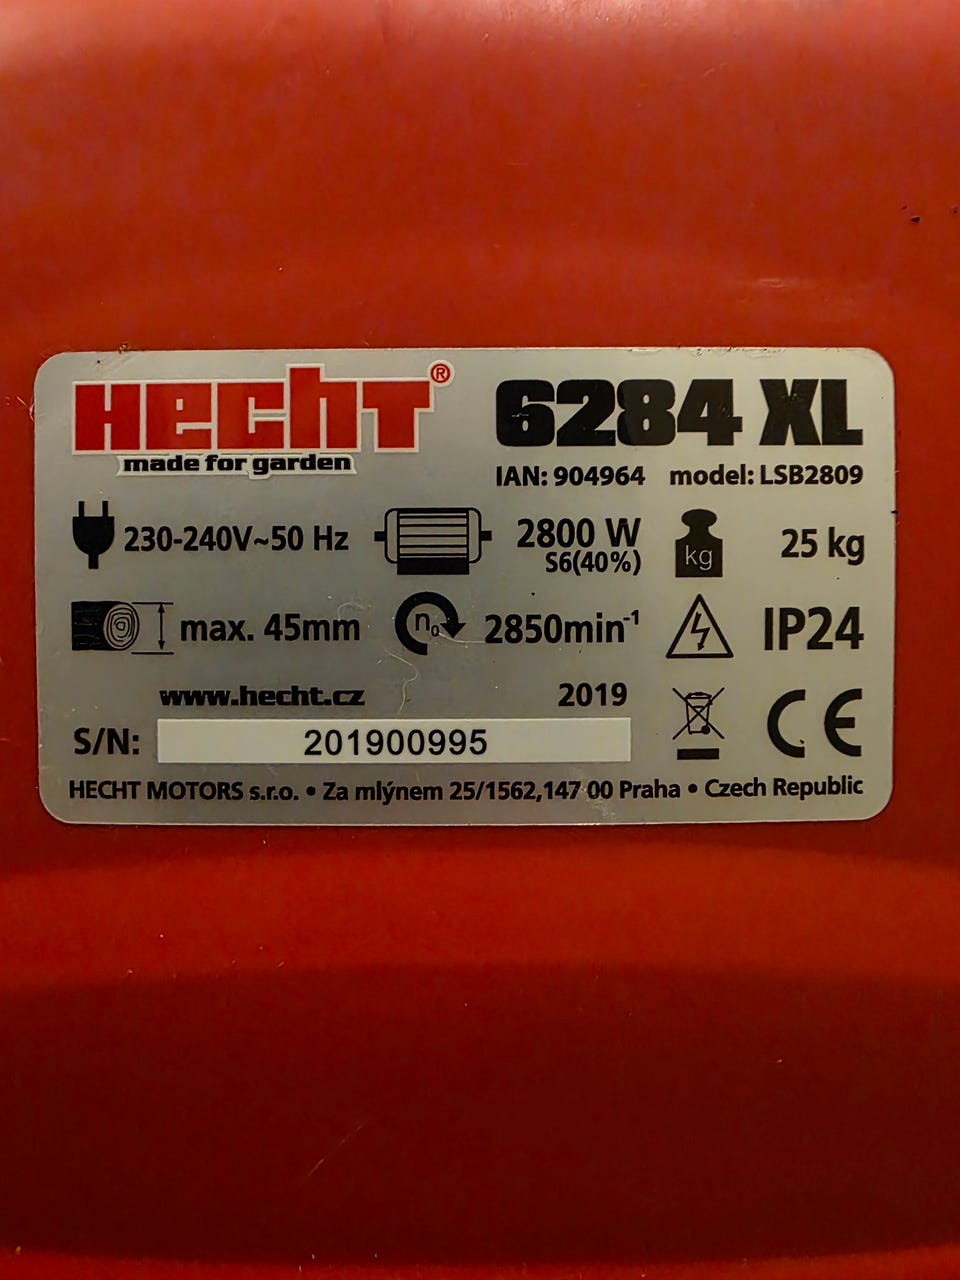 HECHT®
made for garden
6284 XL
IAN: 904964 model: LSB2809
230-240V~50 Hz
2800 W
S6(40%)
kg
25 kg
max. 45mm
n₀
2850min⁻¹
IP24
www.hecht.cz
2019
CE
S/N: 201900995
HECHT MOTORS s.r.o. • Za mlýnem 25/1562,147 00 Praha • Czech Republic